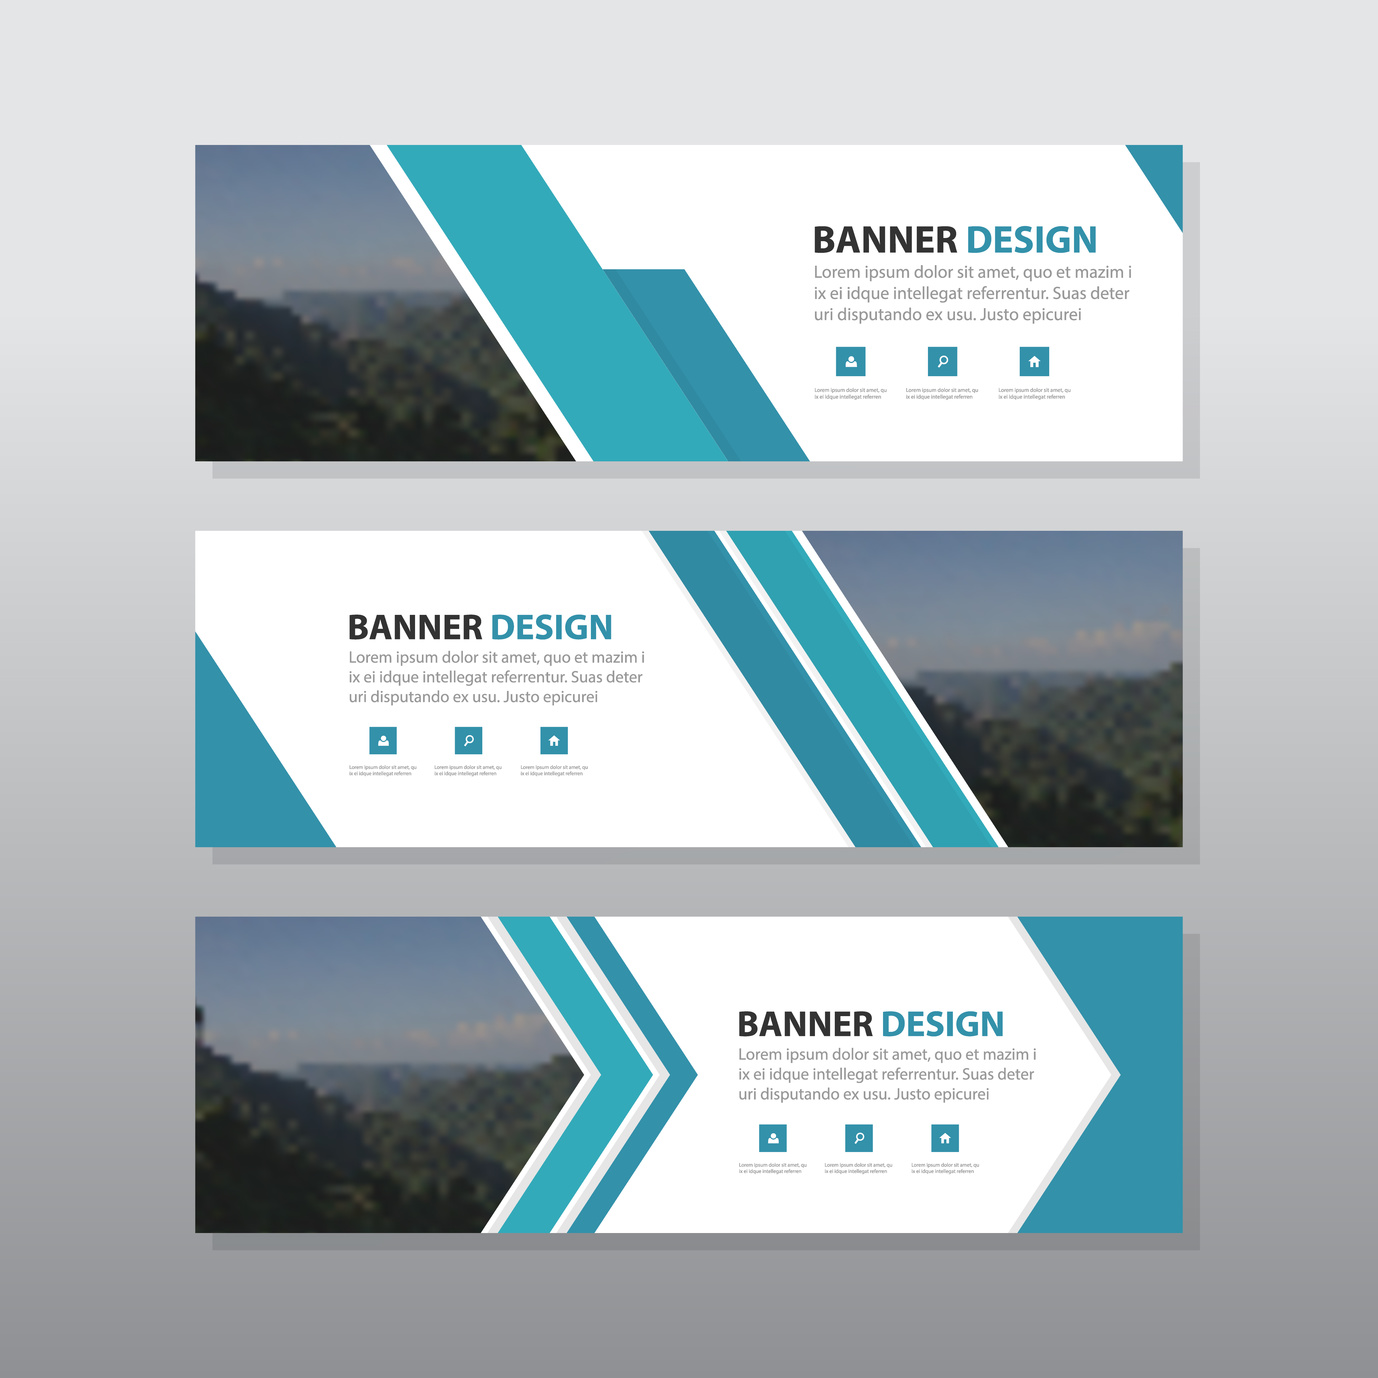 BANNER DESIGN
Lorem ipsum dolor sit amet, quo et mazim i
ix ei idque intellegat referrentur. Suas deter
uri disputando ex usu. Justo epicurei
Lorem ipsum dolor sit amet, qu
ix ei idque intellegat referren
Lorem ipsum dolor sit amet, qu
ix ei idque intellegat referren
Lorem ipsum dolor sit amet, qu
ix ei idque intellegat referren
BANNER DESIGN
Lorem ipsum dolor sit amet, quo et mazim i
ix ei idque intellegat referrentur. Suas deter
uri disputando ex usu. Justo epicurei
Lorem ipsum dolor sit amet, qu
ix ei idque intellegat referren
Lorem ipsum dolor sit amet, qu
ix ei idque intellegat referren
Lorem ipsum dolor sit amet, qu
ix ei idque intellegat referren
BANNER DESIGN
Lorem ipsum dolor sit amet, quo et mazim i
ix ei idque intellegat referrentur. Suas deter
uri disputando ex usu. Justo epicurei
Lorem ipsum dolor sit amet, qu
ix ei idque intellegat referren
Lorem ipsum dolor sit amet, qu
ix ei idque intellegat referren
Lorem ipsum dolor sit amet, qu
ix ei idque intellegat referren